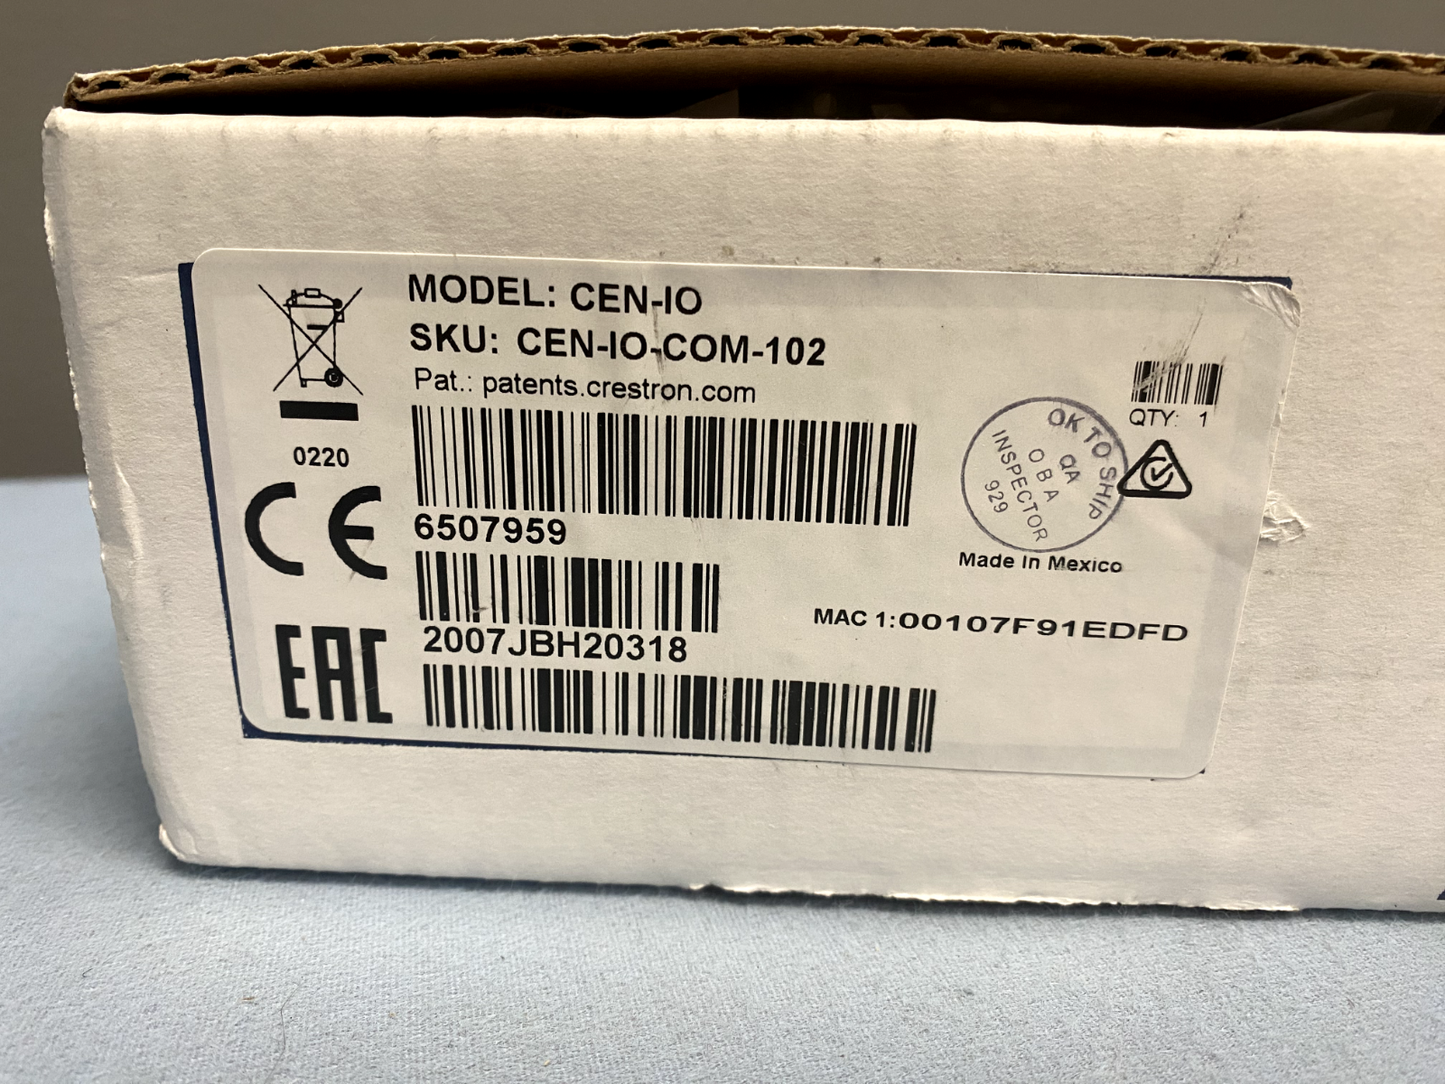 MODEL: CEN-IO
SKU: CEN-IO-COM-102
Pat.: patents.crestron.com
0220
CE
EAC
6507959
2007JBH20318
QTY: 1
OK TO SHIP
QA
OBA
INSPECTOR
929
Made In Mexico
MAC 1:00107F91EDFD